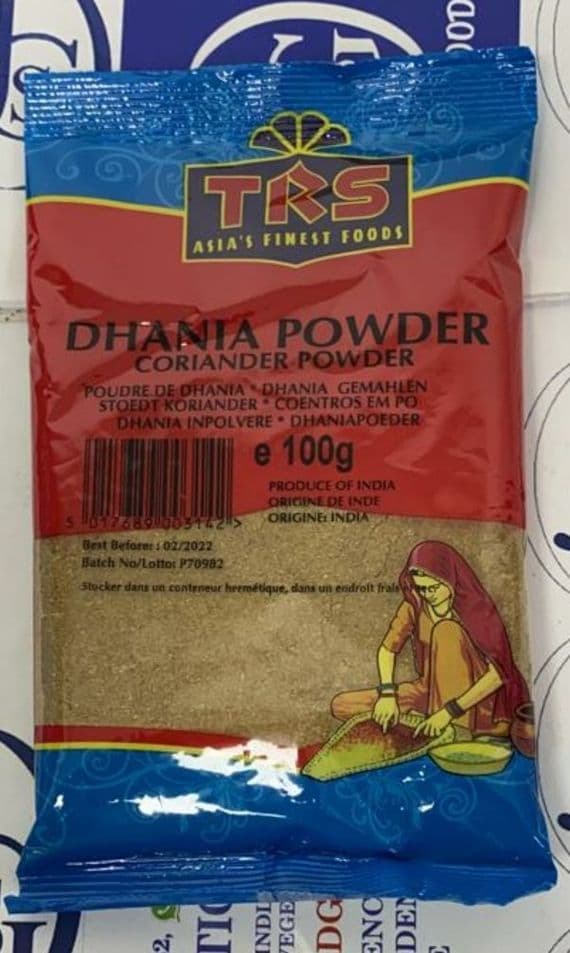 TRS
ASIA'S FINEST FOODS
DHANIA POWDER
CORIANDER POWDER
POUDRE DE DHANIA * DHANIA GEMAHLEN
STOEDT KORIANDER * COENTROS EM PO
DHANIA INPOLVERE * DHANIAPOEDER
e 100g
PRODUCE OF INDIA
ORIGINE DE INDE
ORIGINE: INDIA
5 017689 003142 >
Best Before: : 02/2022
Batch No/Lotto: P70982
Stocker dans un conteneur hermétique, dans un endroit frais